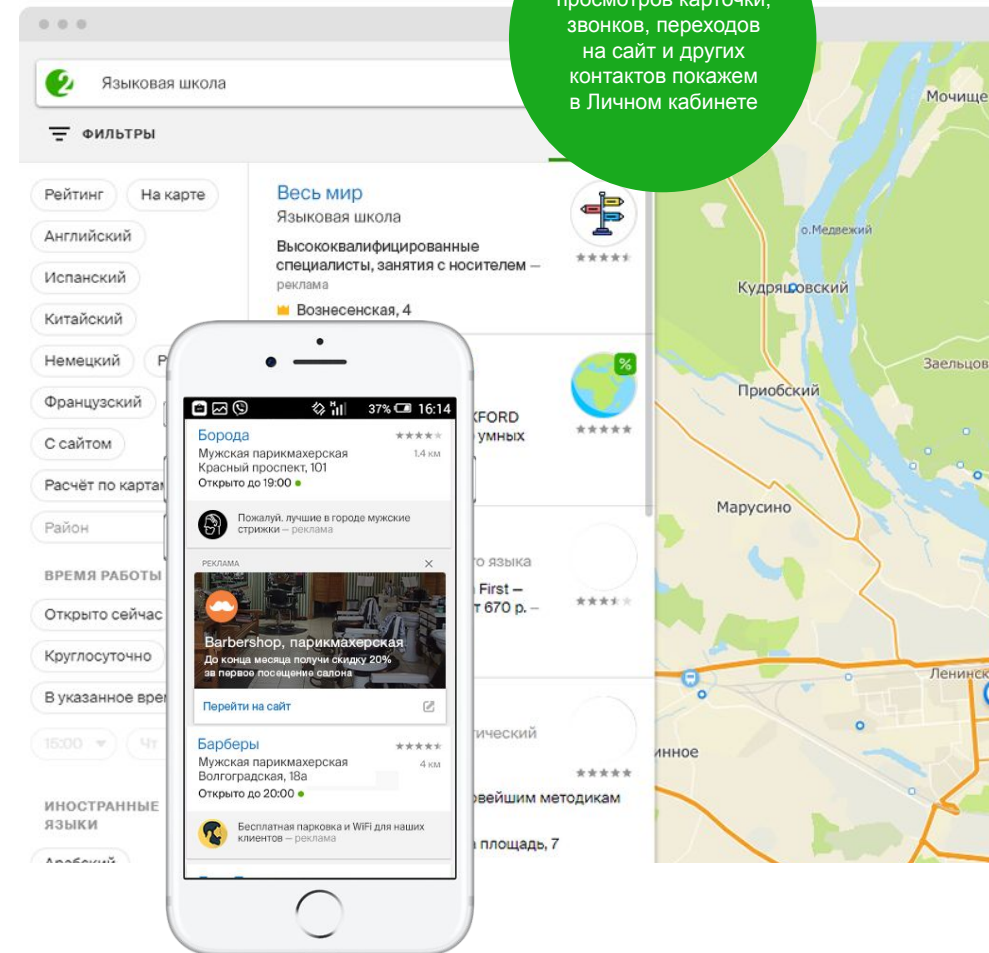 просмотров карточки,
звонков, переходов
на сайт и других
контактов покажем
в Личном кабинете
Языковая школа
ФИЛЬТРЫ
Рейтинг
На карте
Английский
Испанский
Китайский
Немецкий
Французский
С сайтом
Расчёт по картам
Район
ВРЕМЯ РАБОТЫ
Открыто сейчас
Круглосуточно
В указанное
15:00
Чт
ИНОСТРАННЫЕ
ЯЗЫКИ
Весь мир
Языковая школа
Высококвалифицированные
специалисты, занятия с носителем –
реклама
Вознесенская, 4
%
умных
языка
First –
670 р. –
площадь, 7
методикам
37% 16:14
Борода
Мужская парикмахерская
1.4 км
Красный проспект, 101
Открыто до 19:00
Пожалуй, лучшие в городе мужские
стрижки – реклама
РЕКЛАМА
Barbershop, парикмахерская
До конца месяца получи скидку 20%
за первое посещение салона
Перейти на сайт
Барберы
Мужская парикмахерская
4 км
Волгоградская, 18а
Открыто до 20:00
Бесплатная парковка и WiFi для наших
клиентов – реклама
Мочище
о.Медвежий
Кудряшовский
Заельцов
Приобский
Марусино
Ленинск